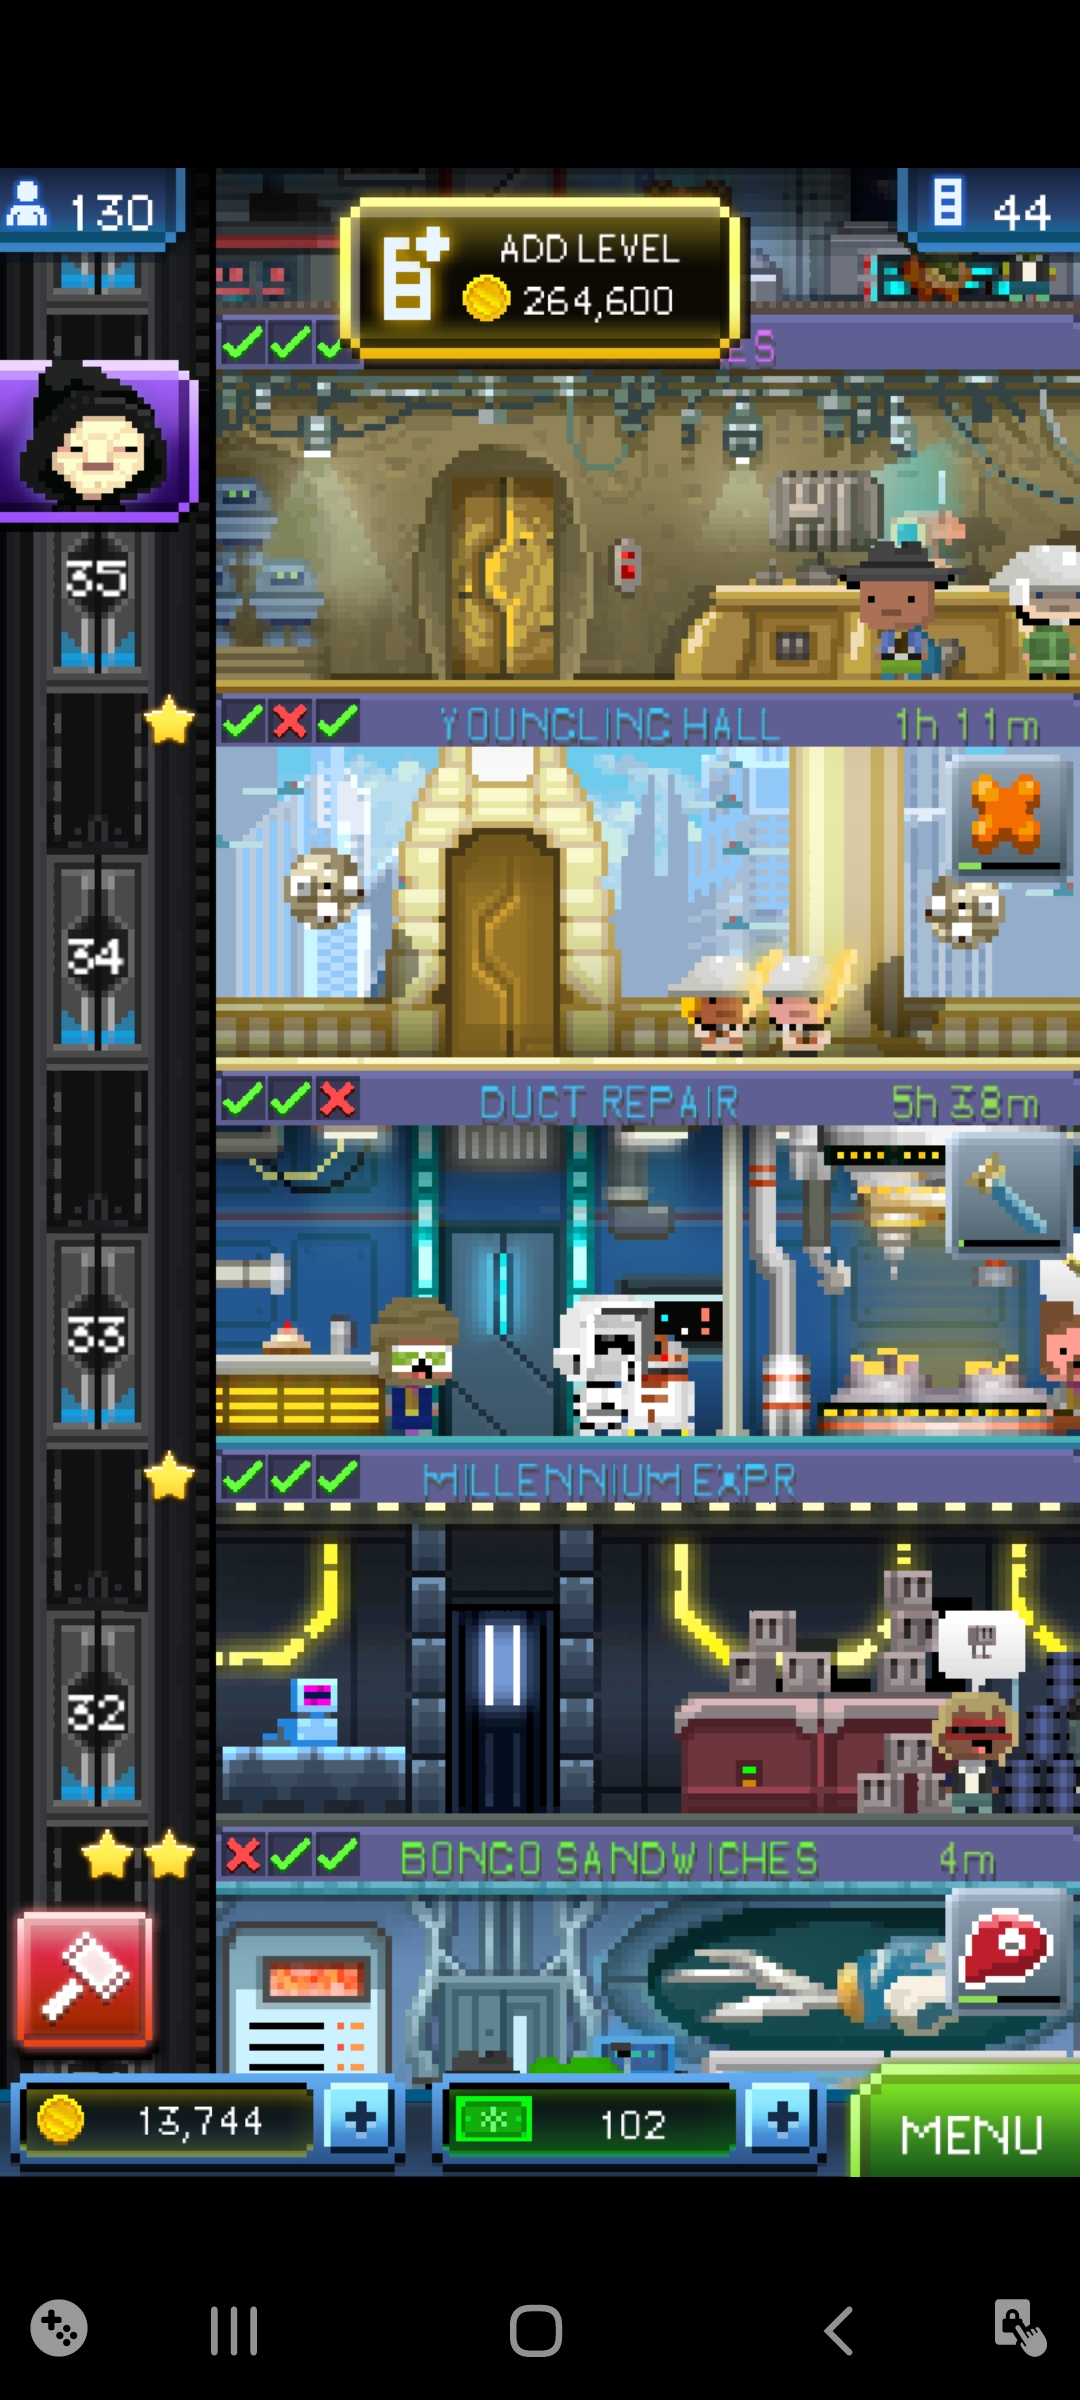 130
44
ADD LEVEL
264,600
ES
35
YOUNGLING HALL 1h 11m
34
DUCT REPAIR 5h 38m
33
MILLENNIUM EXPR
32
BONGO SANDWICHES 4m
13,744
102
MENU